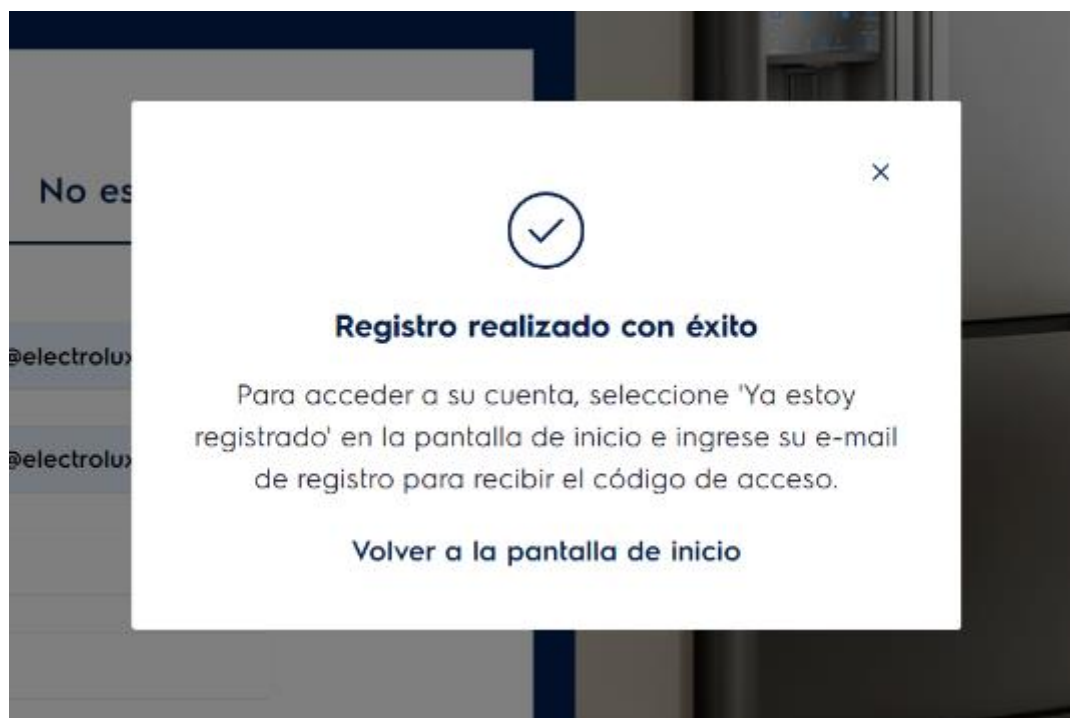 No es
@electrolux
@electrolux
Registro realizado con éxito
Para acceder a su cuenta, seleccione 'Ya estoy
registrado' en la pantalla de inicio e ingrese su e-mail
de registro para recibir el código de acceso.
Volver a la pantalla de inicio